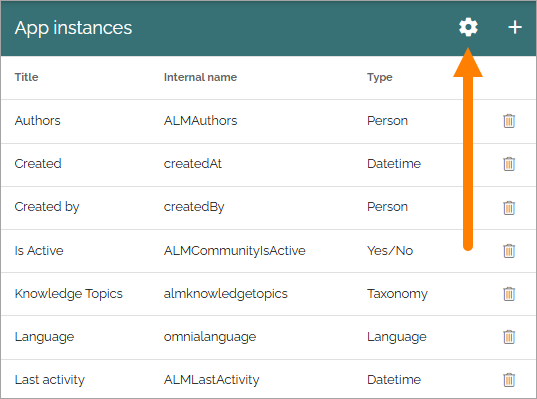 App instances
Title Internal name Type
Authors ALMAuthors Person
Created createdAt Datetime
Created by createdBy Person
Is Active ALMCommunityIsActive Yes/No
Knowledge Topics almknowledgetopics Taxonomy
Language omnialanguage Language
Last activity ALMLastActivity Datetime